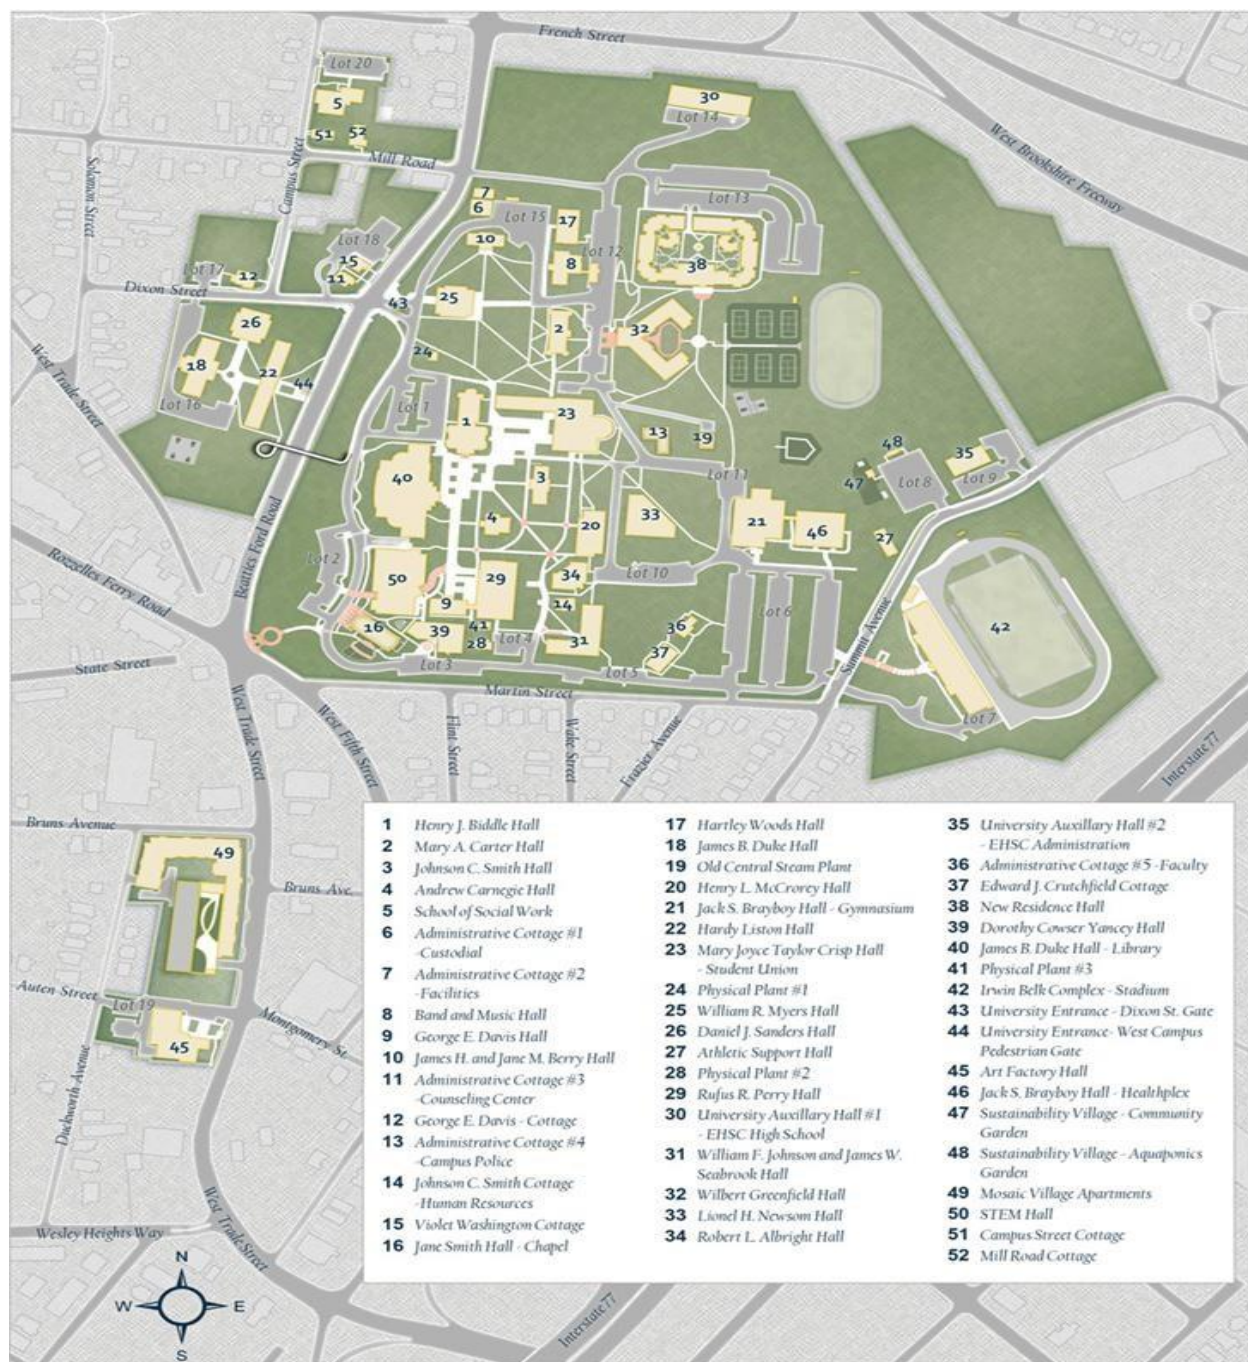 French Street
Lot 20
5
30
Lot 14
51
52
Mill Road
West Brookshire Freeway
Solomon Street
Campus Street
7
6
Lot 15
17
Lot 13
Lot 12
10
8
38
Lot 18
15
11
Lot 17
12
Dixon Street
43
25
26
2
32
24
18
22
44
Lot 16
West Trade Street
Lot 1
1
23
13
19
48
35
40
3
Lot 11
47
Lot 8
Lot 9
Beatties Ford Road
4
20
33
21
46
27
Rozzelles Ferry Road
Lot 2
50
29
34
Lot 10
9
14
Lot 6
16
39
41
28
Lot 4
31
36
37
42
Summit Avenue
State Street
Lot 3
Lot 5
Martin Street
Lot 7
West Trade Street
West Fifth Street
Flint Street
Wake Street
Frazier Avenue
Interstate 77
Bruns Avenue
49
Bruns Ave.
Auten Street
Lot 19
45
Montgomery St.
Duckworth Avenue
West Trade Street
Wesley Heights Way
N
W
E
S
Interstate 77
1 Henry J. Biddle Hall
2 Mary A. Carter Hall
3 Johnson C. Smith Hall
4 Andrew Carnegie Hall
5 School of Social Work
6 Administrative Cottage #1
-Custodial
7 Administrative Cottage #2
-Facilities
8 Band and Music Hall
9 George E. Davis Hall
10 James H. and Jane M. Berry Hall
11 Administrative Cottage #3
-Counseling Center
12 George E. Davis - Cottage
13 Administrative Cottage #4
-Campus Police
14 Johnson C. Smith Cottage
-Human Resources
15 Violet Washington Cottage
16 Jane Smith Hall - Chapel
17 Hartley Woods Hall
18 James B. Duke Hall
19 Old Central Steam Plant
20 Henry L. McCrorey Hall
21 Jack S. Brayboy Hall - Gymnasium
22 Hardy Liston Hall
23 Mary Joyce Taylor Crisp Hall
- Student Union
24 Physical Plant #1
25 William R. Myers Hall
26 Daniel J. Sanders Hall
27 Athletic Support Hall
28 Physical Plant #2
29 Rufus R. Perry Hall
30 University Auxillary Hall #1
- EHSC High School
31 William F. Johnson and James W.
Seabrook Hall
32 Wilbert Greenfield Hall
33 Lionel H. Newsom Hall
34 Robert L. Albright Hall
35 University Auxillary Hall #2
- EHSC Administration
36 Administrative Cottage #5 -Faculty
37 Edward J. Crutchfield Cottage
38 New Residence Hall
39 Dorothy Cowser Yancey Hall
40 James B. Duke Hall - Library
41 Physical Plant #3
42 Irwin Belk Complex - Stadium
43 University Entrance - Dixon St. Gate
44 University Entrance- West Campus
Pedestrian Gate
45 Art Factory Hall
46 Jack S. Brayboy Hall - Healthplex
47 Sustainability Village - Community
Garden
48 Sustainability Village - Aquaponics
Garden
49 Mosaic Village Apartments
50 STEM Hall
51 Campus Street Cottage
52 Mill Road Cottage